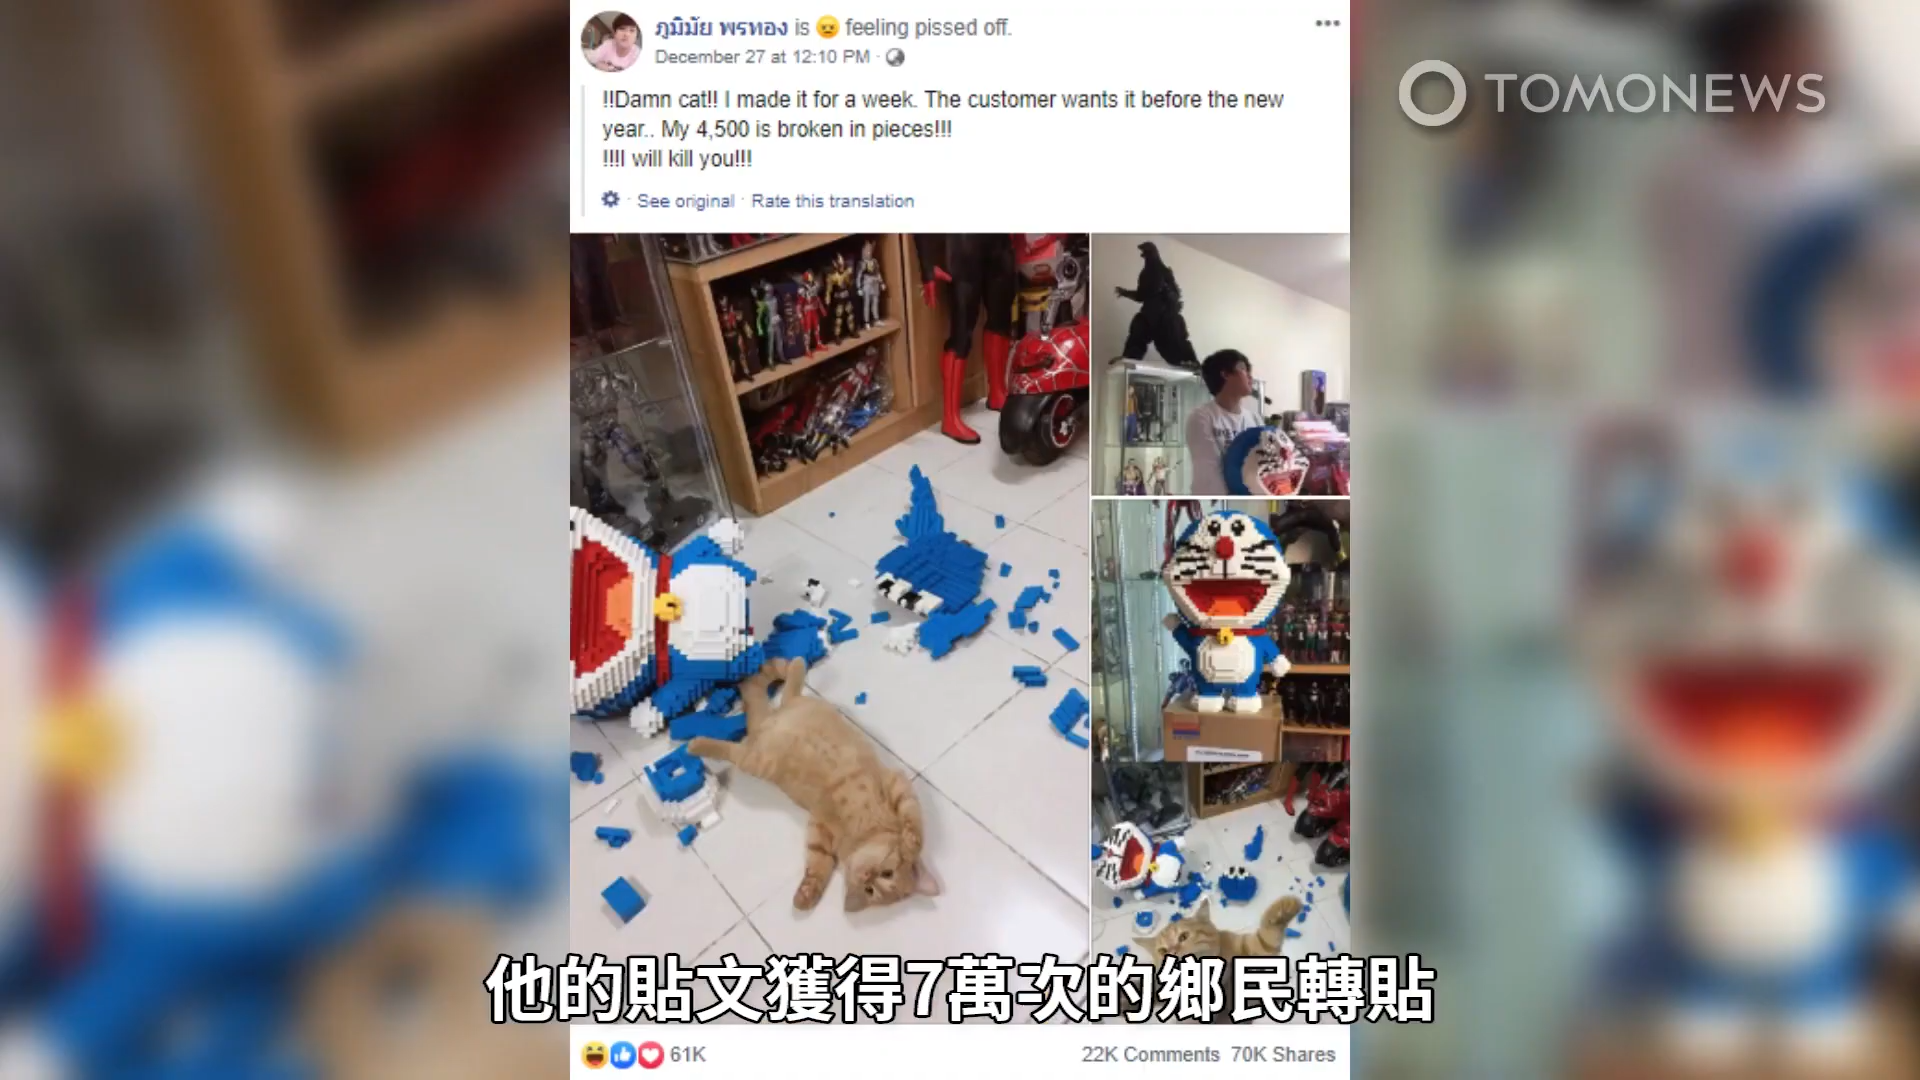 ภูมิมัย พรทอง is feeling pissed off.
December 27 at 12:10 PM ·
TOMONEWS
!!Damn cat!! I made it for a week. The customer wants it before the new
year.. My 4,500 is broken in pieces!!!
!!!I will kill you!!!
· See original · Rate this translation
他的貼文獲得7萬次的鄉民轉貼
61K
22K Comments 70K Shares